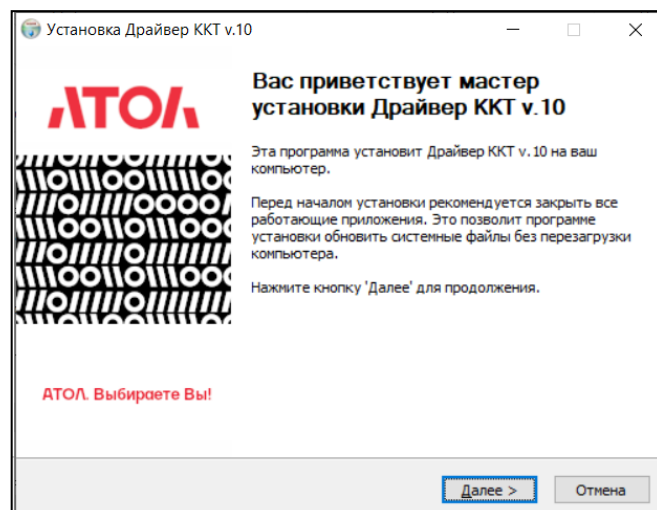 Установка Драйвер ККТ v.10
АТОЛ
Вас приветствует мастер
установки Драйвер ККТ v.10
Эта программа установит Драйвер ККТ v.10 на ваш
компьютер.
Перед началом установки рекомендуется закрыть все
работающие приложения. Это позволит программе
установки обновить системные файлы без перезагрузки
компьютера.
Нажмите кнопку 'Далее' для продолжения.
АТОЛ. Выбираете Вы!
Далее >
Отмена